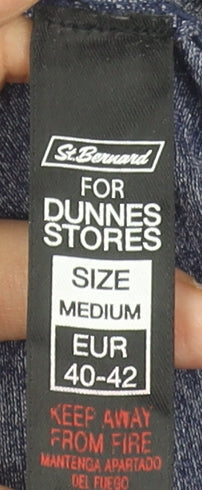 St.Bernard
FOR
DUNNES
STORES
SIZE
MEDIUM
EUR
40-42
KEEP AWAY
FROM FIRE
MANTENGA APARTADO
DEL FUEGO